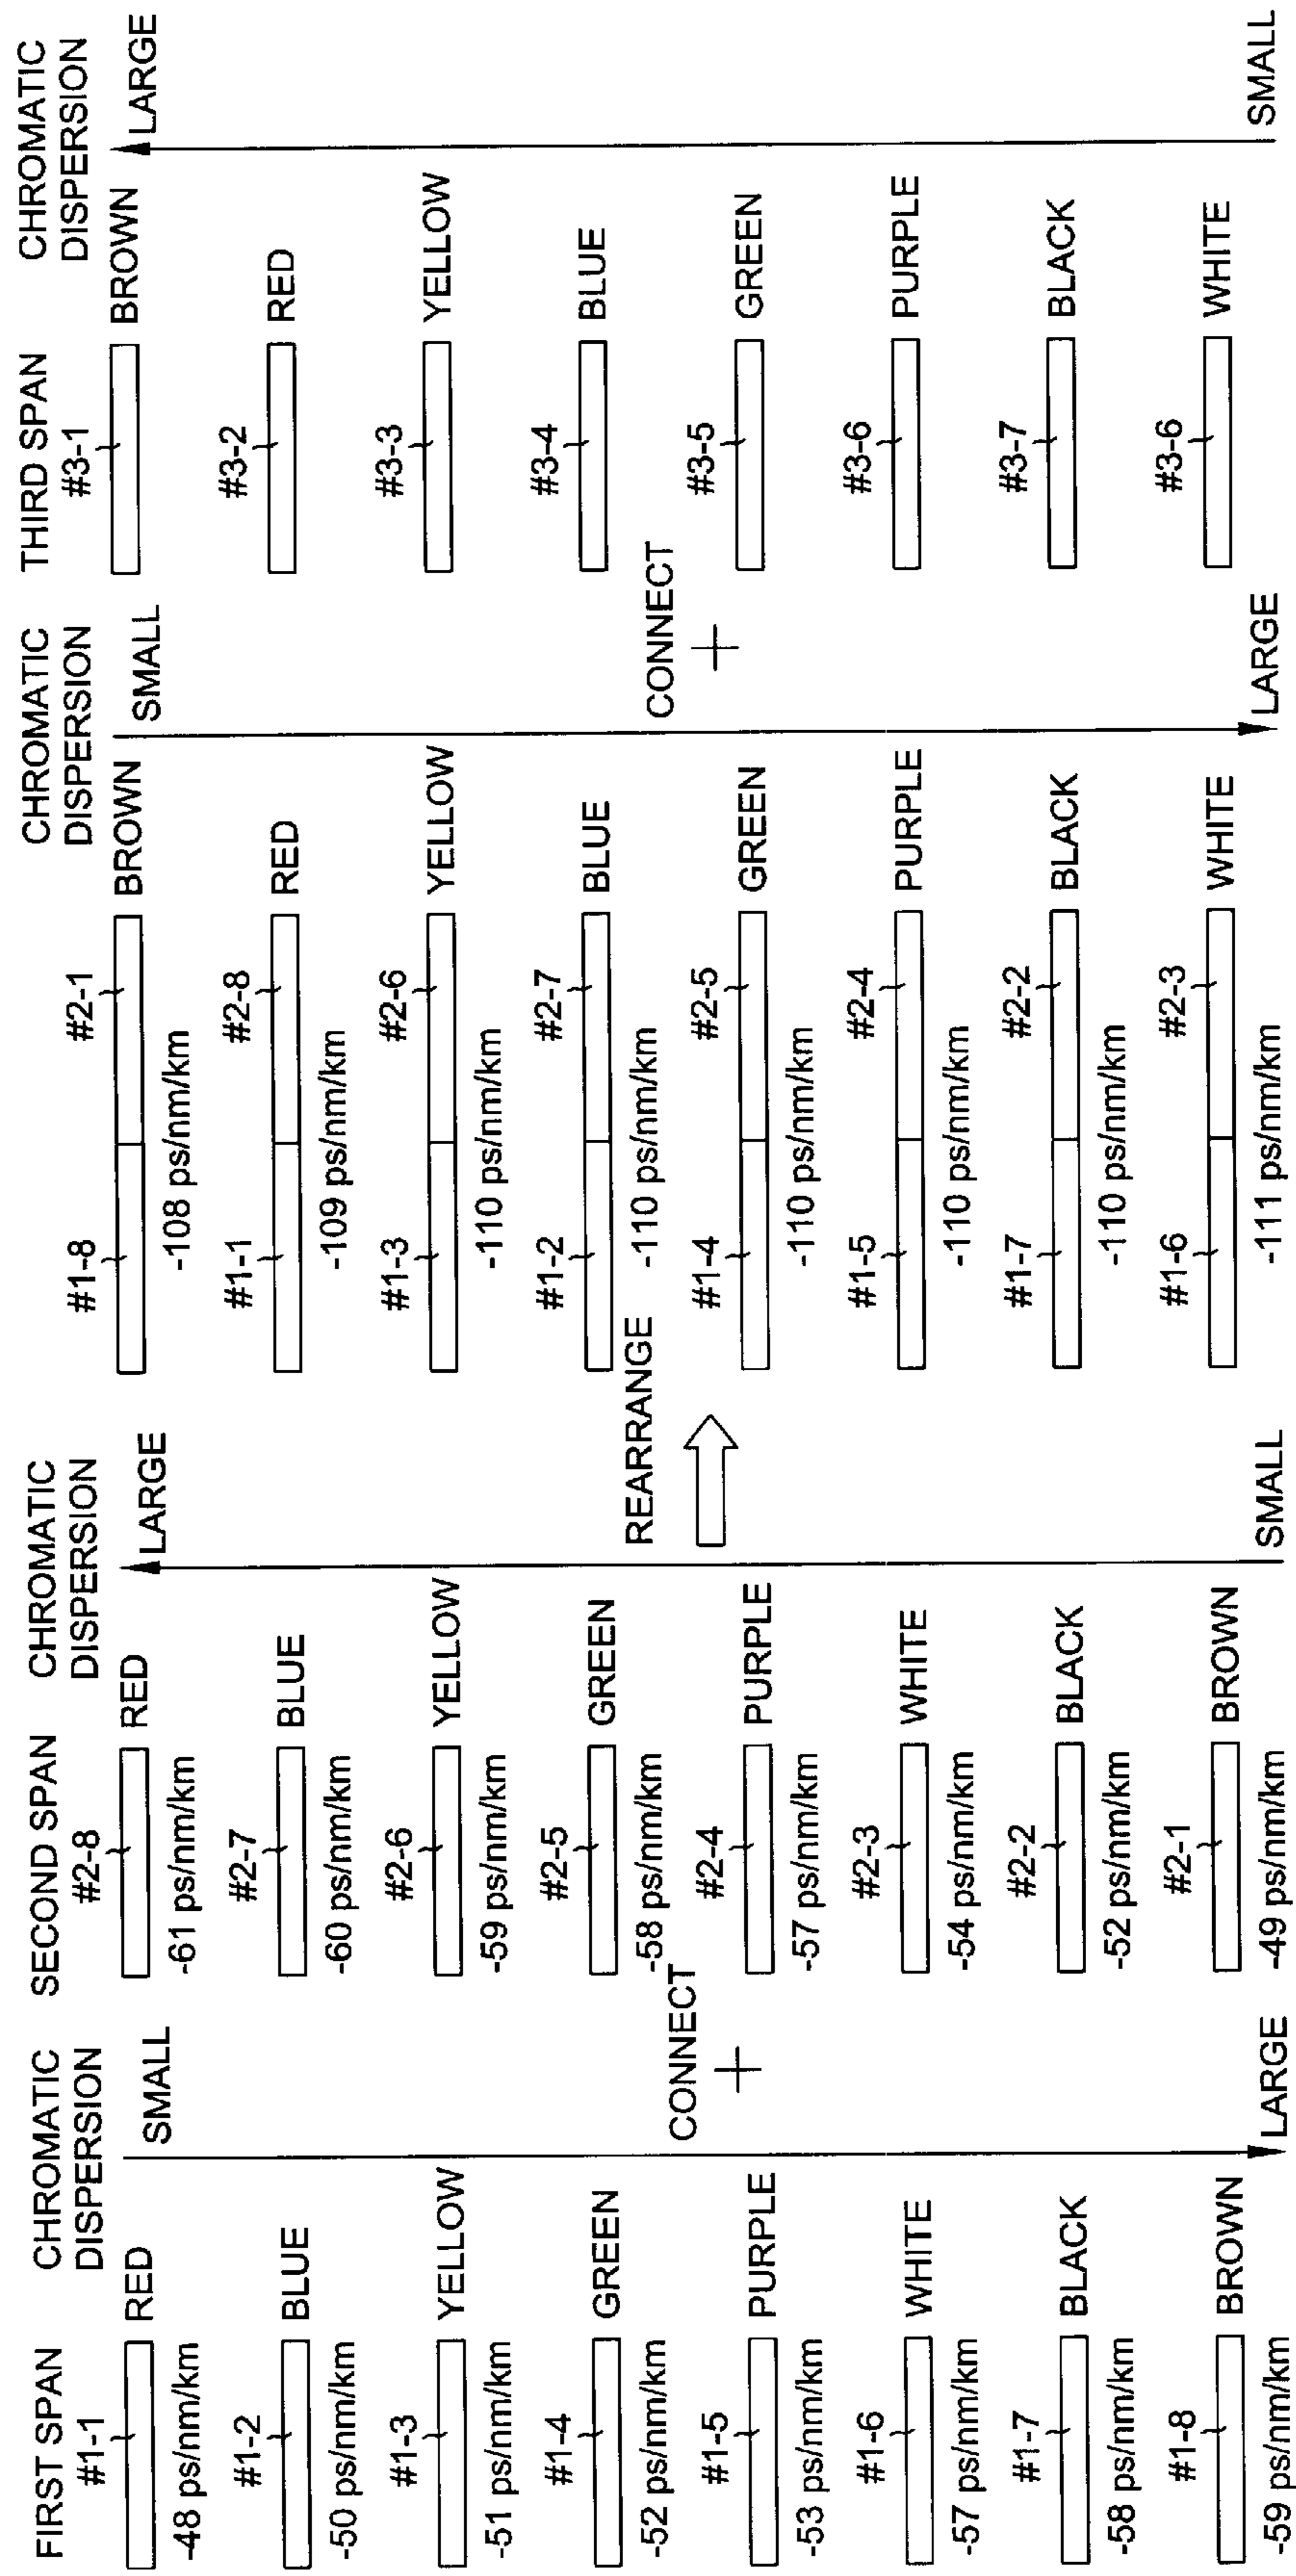 FIRST SPAN
CHROMATIC
DISPERSION
SMALL
#1-1
RED
-48 ps/nm/km
#1-2
BLUE
-50 ps/nm/km
#1-3
YELLOW
-51 ps/nm/km
#1-4
GREEN
-52 ps/nm/km
#1-5
PURPLE
-53 ps/nm/km
#1-6
WHITE
-57 ps/nm/km
#1-7
BLACK
-58 ps/nm/km
#1-8
BROWN
-59 ps/nm/km
LARGE
CONNECT
+
SECOND SPAN
CHROMATIC
DISPERSION
LARGE
#2-8
RED
-61 ps/nm/km
#2-7
BLUE
-60 ps/nm/km
#2-6
YELLOW
-59 ps/nm/km
#2-5
GREEN
-58 ps/nm/km
#2-4
PURPLE
-57 ps/nm/km
#2-3
WHITE
-54 ps/nm/km
#2-2
BLACK
-52 ps/nm/km
#2-1
BROWN
-49 ps/nm/km
SMALL
REARRANGE
CHROMATIC
DISPERSION
SMALL
#1-8 #2-1
BROWN
-108 ps/nm/km
#1-1 #2-8
RED
-109 ps/nm/km
#1-3 #2-6
YELLOW
-110 ps/nm/km
#1-2 #2-7
BLUE
-110 ps/nm/km
#1-4 #2-5
GREEN
-110 ps/nm/km
#1-5 #2-4
PURPLE
-110 ps/nm/km
#1-7 #2-2
BLACK
-110 ps/nm/km
#1-6 #2-3
WHITE
-111 ps/nm/km
LARGE
CONNECT
+
THIRD SPAN
CHROMATIC
DISPERSION
LARGE
#3-1
BROWN
#3-2
RED
#3-3
YELLOW
#3-4
BLUE
#3-5
GREEN
#3-6
PURPLE
#3-7
BLACK
#3-6
WHITE
SMALL